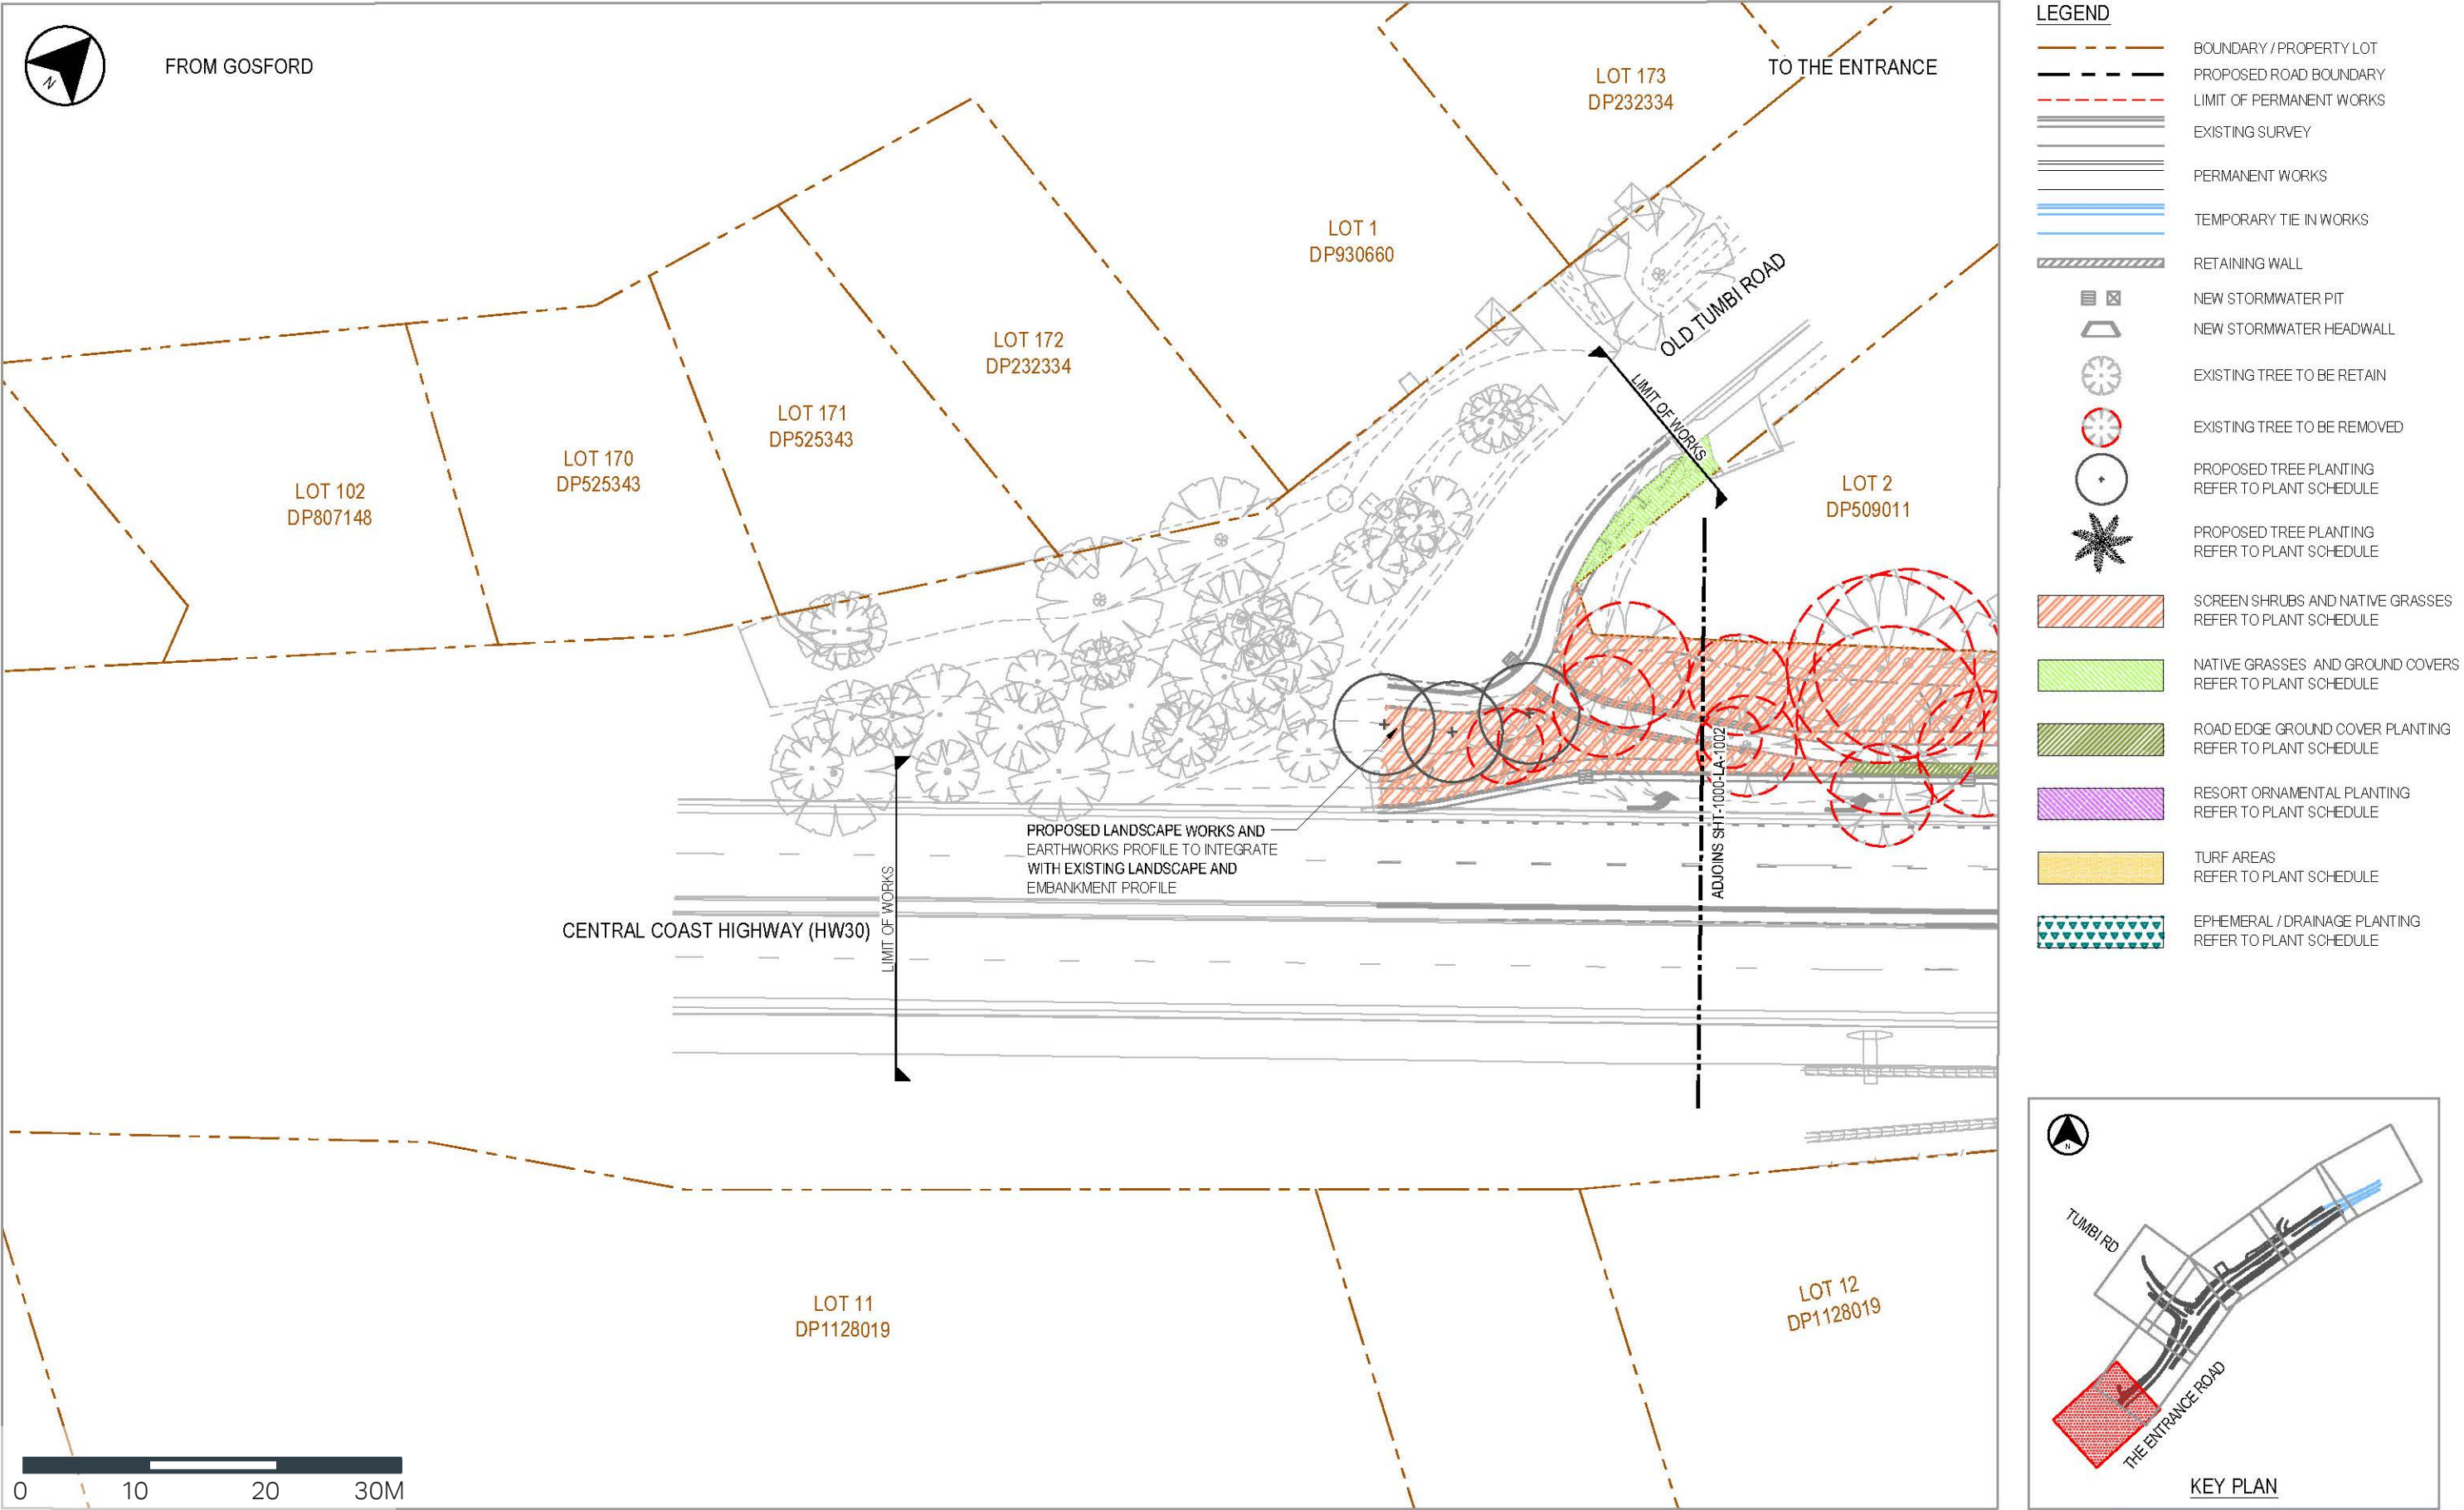 FROM GOSFORD
N
LOT 173
DP232334
TO THE ENTRANCE
LOT 1
DP930660
OLD TUMBI ROAD
LIMIT OF WORKS
LOT 172
DP232334
LOT 171
DP525343
LOT 170
DP525343
LOT 102
DP807148
LOT 2
DP509011
PROPOSED LANDSCAPE WORKS AND
EARTHWORKS PROFILE TO INTEGRATE
WITH EXISTING LANDSCAPE AND
EMBANKMENT PROFILE
ADJOINS SHT-1000-LA-1002
CENTRAL COAST HIGHWAY (HW30)
LIMIT OF WORKS
LOT 11
DP1128019
LOT 12
DP1128019
0 10 20 30M
LEGEND
BOUNDARY / PROPERTY LOT
PROPOSED ROAD BOUNDARY
LIMIT OF PERMANENT WORKS
EXISTING SURVEY
PERMANENT WORKS
TEMPORARY TIE IN WORKS
RETAINING WALL
NEW STORMWATER PIT
NEW STORMWATER HEADWALL
EXISTING TREE TO BE RETAIN
EXISTING TREE TO BE REMOVED
PROPOSED TREE PLANTING
REFER TO PLANT SCHEDULE
PROPOSED TREE PLANTING
REFER TO PLANT SCHEDULE
SCREEN SHRUBS AND NATIVE GRASSES
REFER TO PLANT SCHEDULE
NATIVE GRASSES AND GROUND COVERS
REFER TO PLANT SCHEDULE
ROAD EDGE GROUND COVER PLANTING
REFER TO PLANT SCHEDULE
RESORT ORNAMENTAL PLANTING
REFER TO PLANT SCHEDULE
TURF AREAS
REFER TO PLANT SCHEDULE
EPHEMERAL / DRAINAGE PLANTING
REFER TO PLANT SCHEDULE
N
TUMBI RD
THE ENTRANCE ROAD
KEY PLAN